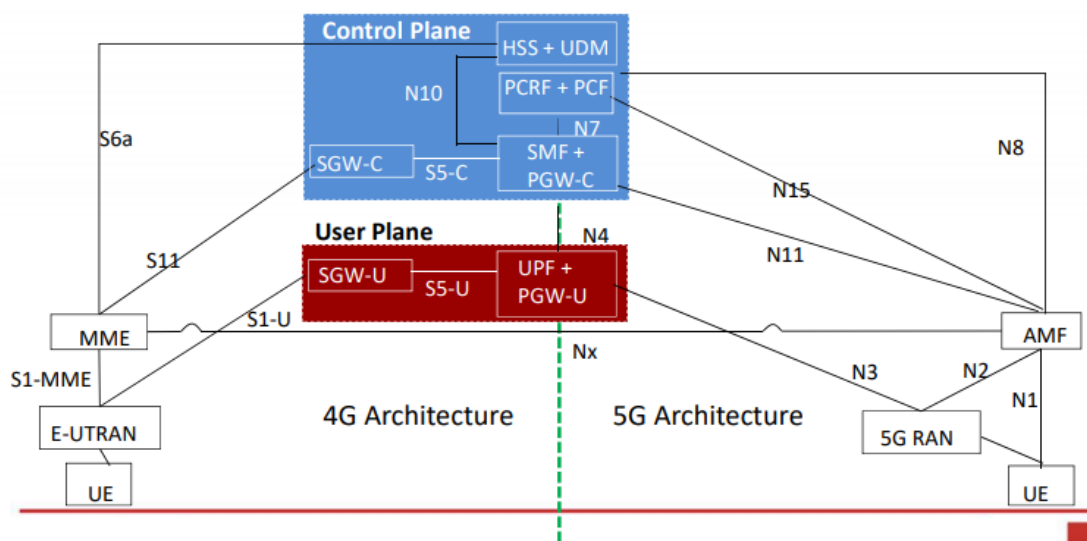 Control Plane
HSS + UDM
N10
PCRF + PCF
S6a
N7
N8
SGW-C
S5-C
SMF +
PGW-C
N15
S11
User Plane
N4
N11
SGW-U
S5-U
UPF +
PGW-U
S1-U
MME
AMF
Nx
S1-MME
N3
N2
N1
4G Architecture
5G Architecture
E-UTRAN
5G RAN
UE
UE